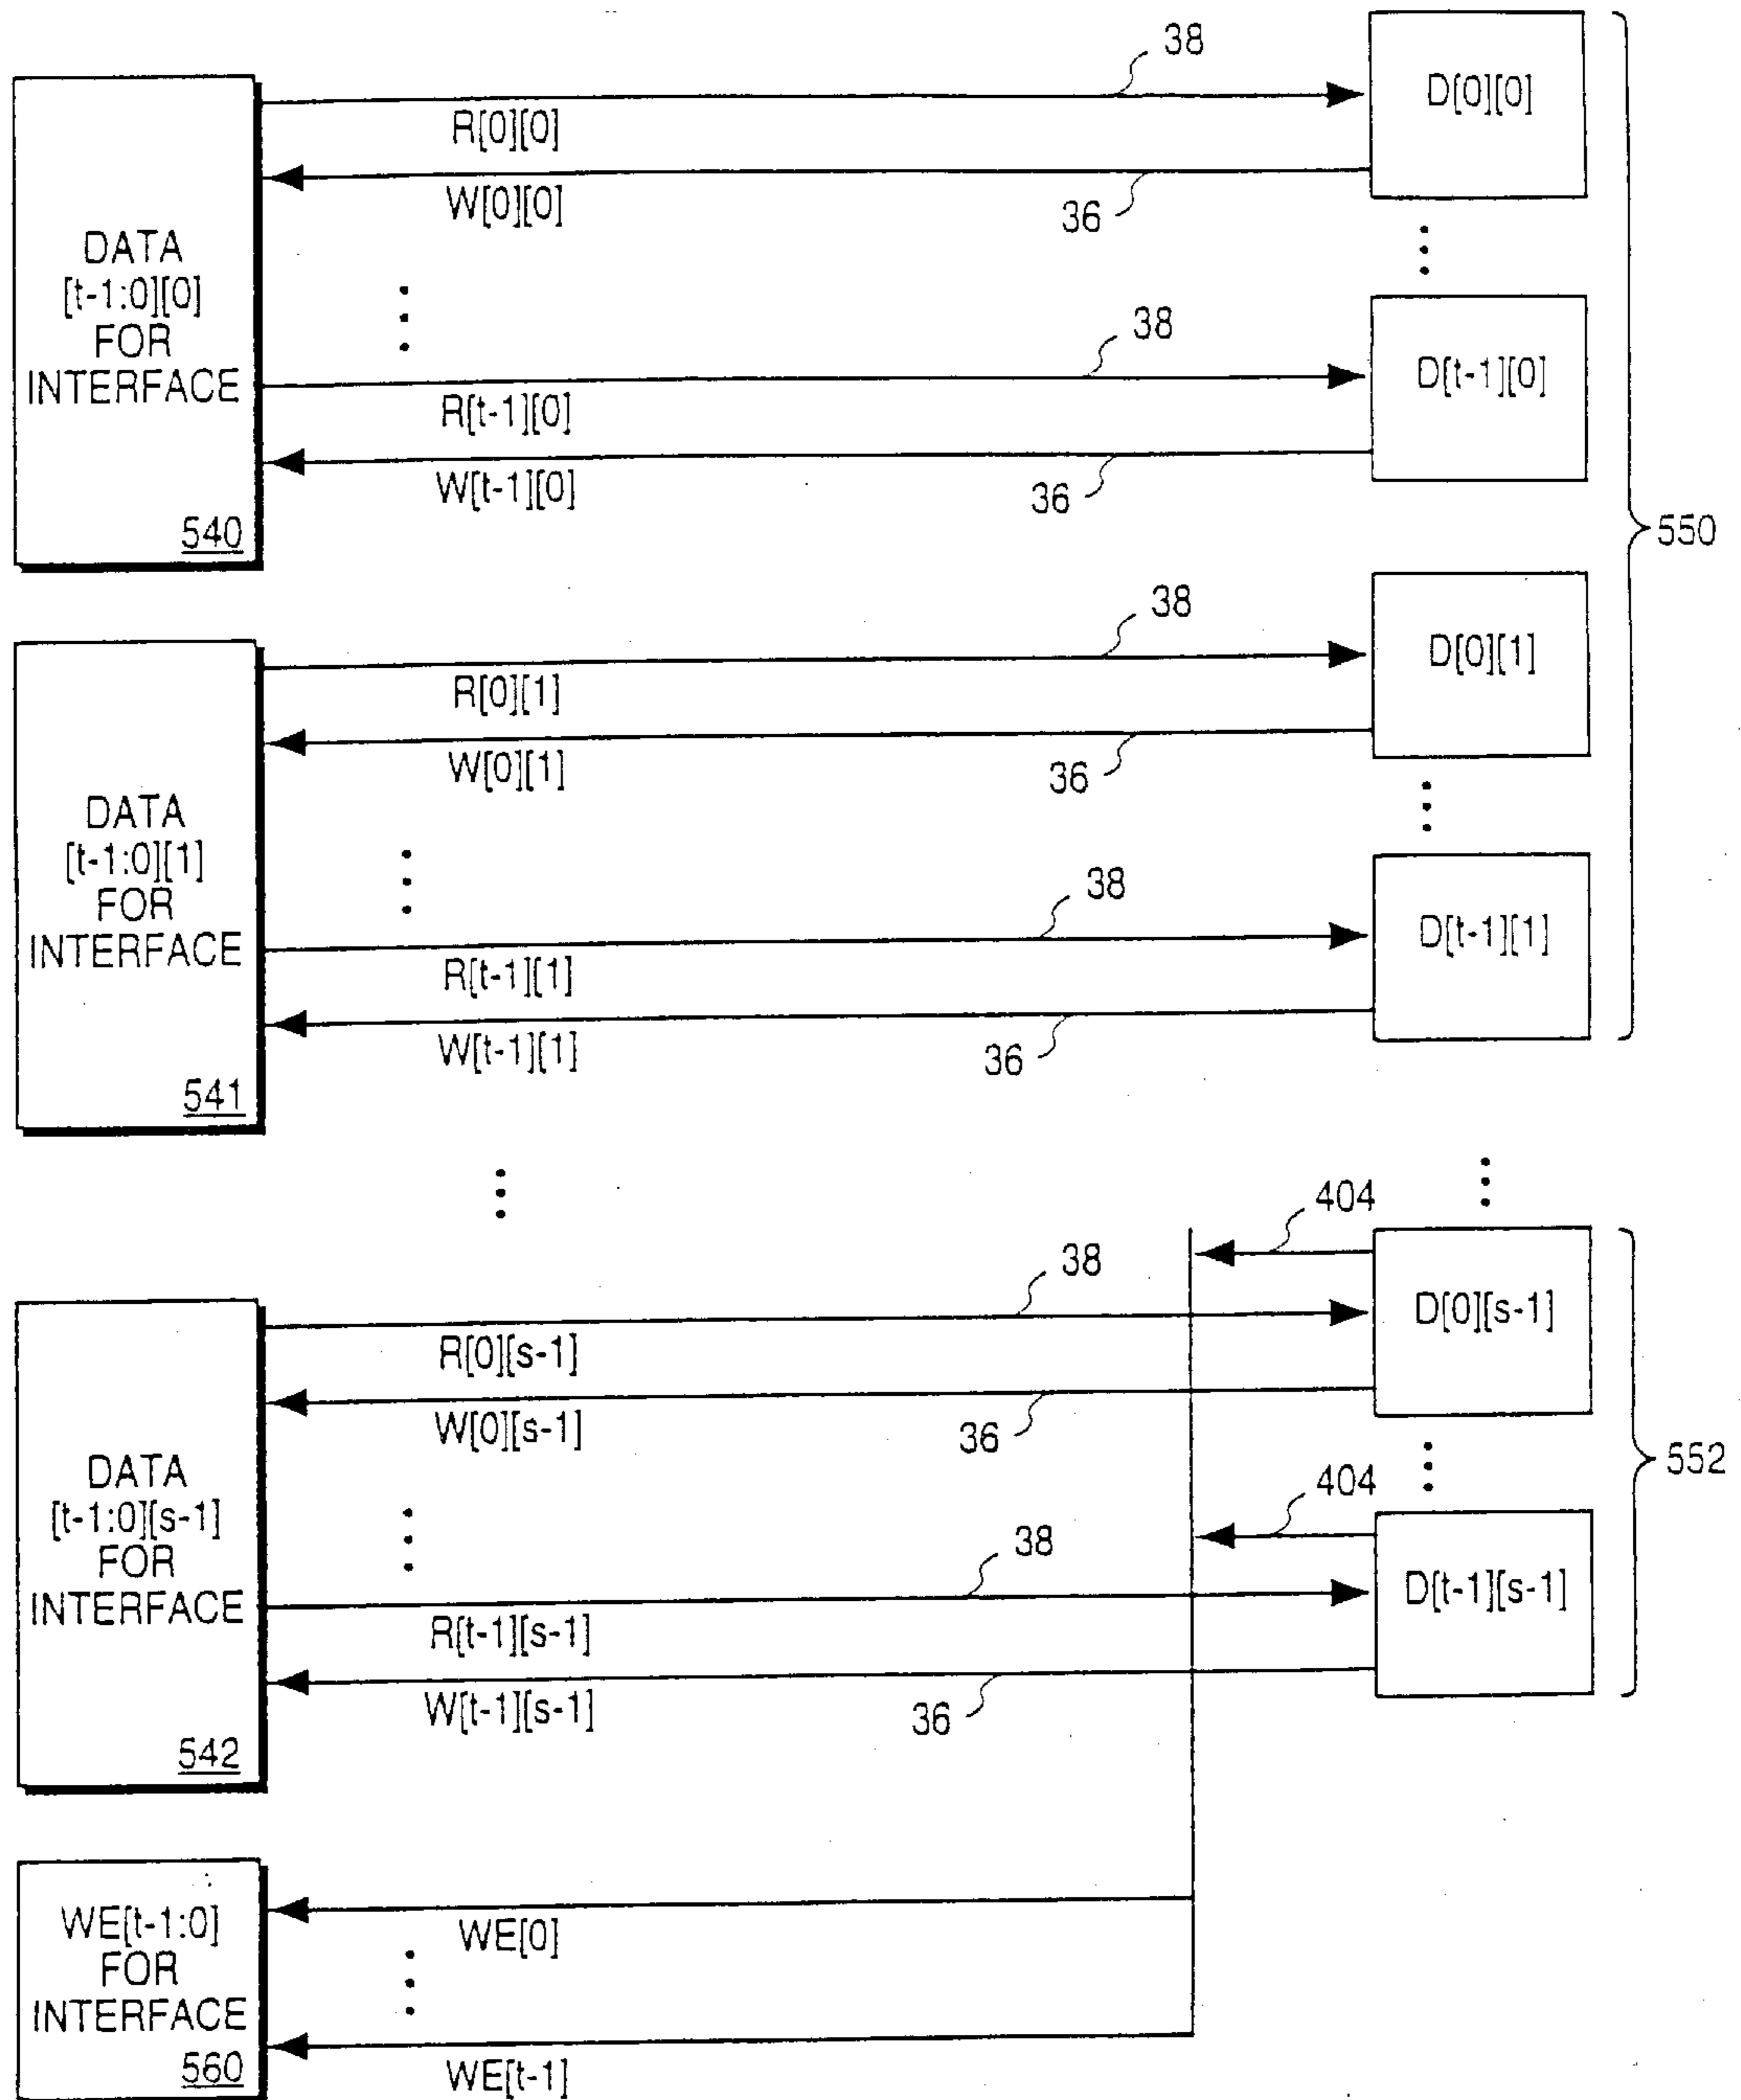 38
D[0][0]
R[0][0]
W[0][0]
36
DATA
[t-1:0][0]
FOR
INTERFACE
540
38
D[t-1][0]
R[t-1][0]
W[t-1][0]
36
550
38
D[0][1]
R[0][1]
W[0][1]
36
DATA
[t-1:0][1]
FOR
INTERFACE
541
38
D[t-1][1]
R[t-1][1]
W[t-1][1]
36
404
38
D[0][s-1]
R[0][s-1]
W[0][s-1]
36
552
DATA
[t-1:0][s-1]
FOR
INTERFACE
542
404
38
D[t-1][s-1]
R[t-1][s-1]
W[t-1][s-1]
36
WE[t-1:0]
FOR
INTERFACE
560
WE[0]
WE[t-1]